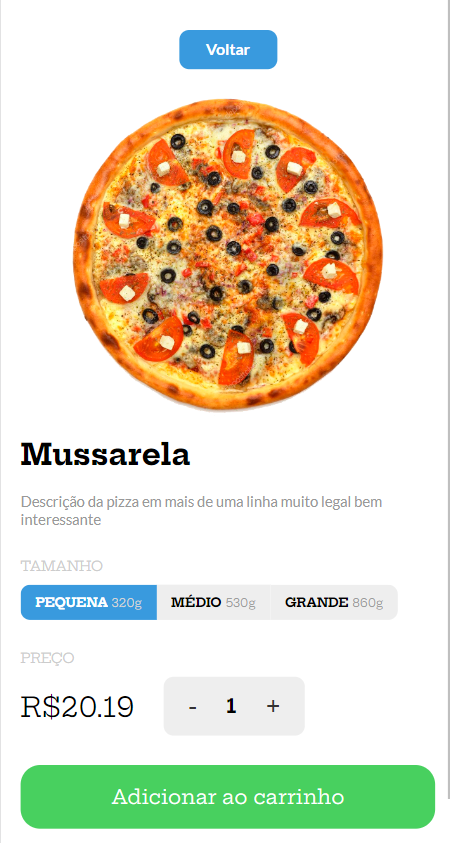 Voltar
Mussarela
Descrição da pizza em mais de uma linha muito legal bem
interessante
TAMANHO
PEQUENA 320g MÉDIO 530g GRANDE 860g
PREÇO
R$20.19 - 1 +
Adicionar ao carrinho